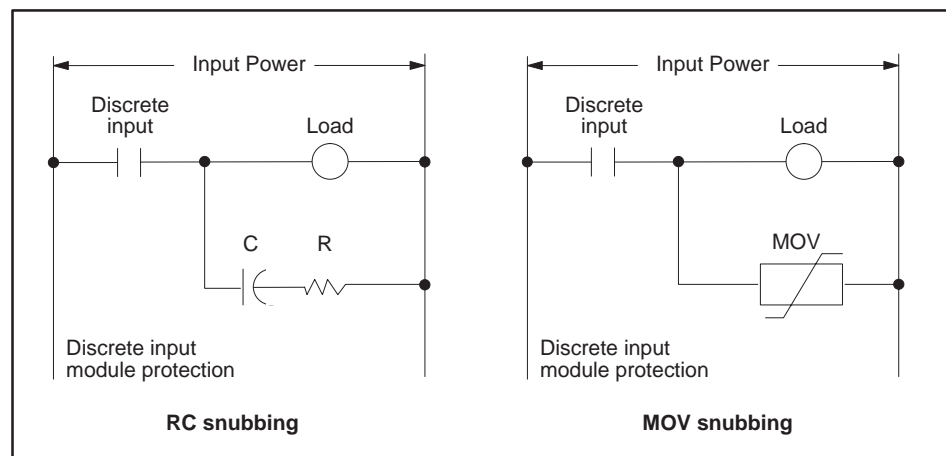 Input Power
Discrete
input
Load
C
R
Discrete input
module protection
RC snubbing
Input Power
Discrete
input
Load
MOV
Discrete input
module protection
MOV snubbing